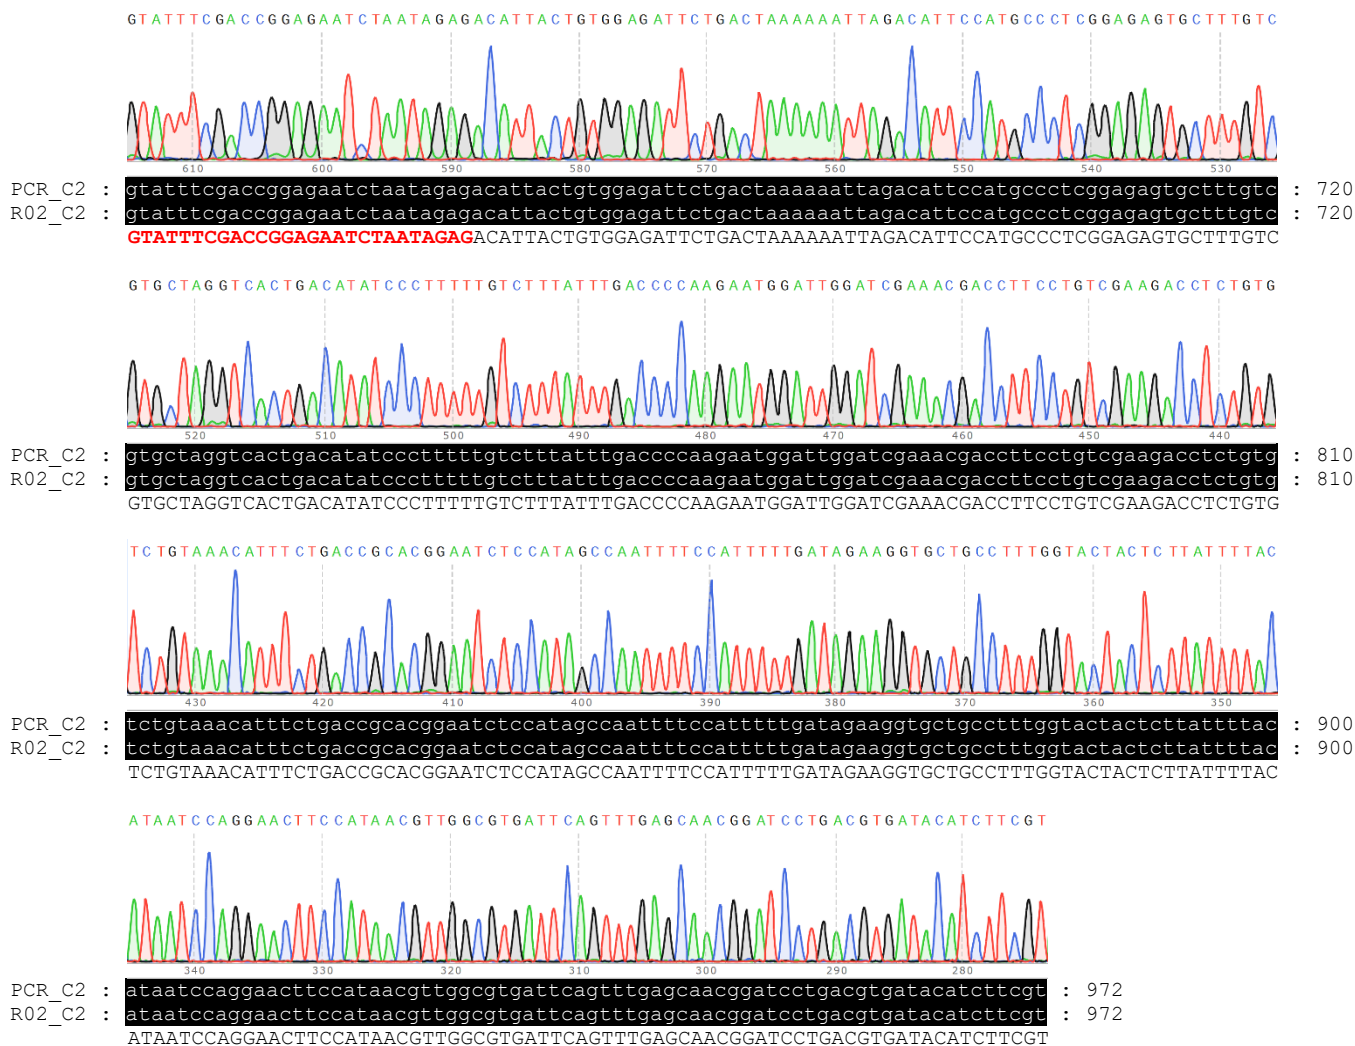 GTATTTCGACCGGAGAATCTAATAGAGACATTACTGTGGAGATTCTGACTAAAAAATTAGACATTCCATGCCCTCGGAGAGTGCTTTGTC
610 600 590 580 570 560 550 540 530
PCR_C2 : gtatttcgaccggagaatctaatagagacattactgtggagattctgactaaaaaattagacattccatgccctcggagagtgctttgtc : 720
R02_C2 : gtatttcgaccggagaatctaatagagacattactgtggagattctgactaaaaaattagacattccatgccctcggagagtgctttgtc : 720
GTATTTCGACCGGAGAATCTAATAGAGACATTACTGTGGAGATTCTGACTAAAAAATTAGACATTCCATGCCCTCGGAGAGTGCTTTGTC
GTGCTAGGTCACTGACATATCCCTTTTTGTCTTTATTTGACCCCAAGAATGGATTGGATCGAAACGACCTTCCTGTCGAAGACCTCTGTG
520 510 500 490 480 470 460 450 440
PCR_C2 : gtgctaggtcactgacatatccctttttgtctttatttgaccccaagaatggattggatcgaaacgaccttcctgtcgaagacctctgtg : 810
R02_C2 : gtgctaggtcactgacatatccctttttgtctttatttgaccccaagaatggattggatcgaaacgaccttcctgtcgaagacctctgtg : 810
GTGCTAGGTCACTGACATATCCCTTTTTGTCTTTATTTGACCCCAAGAATGGATTGGATCGAAACGACCTTCCTGTCGAAGACCTCTGTG
TCTGTAAACATTTCTGACCGCACGGAATCTCCATAGCCAATTTTCCATTTTTGATAGAAGGTGCTGCCTTTGGTACTACTCTTATTTTAC
430 420 410 400 390 380 370 360 350
PCR_C2 : tctgtaaacatttctgaccgcacggaatctccatagccaattttccatttttgatagaaggtgctgcctttggtactactcttattttac : 900
R02_C2 : tctgtaaacatttctgaccgcacggaatctccatagccaattttccatttttgatagaaggtgctgcctttggtactactcttattttac : 900
TCTGTAAACATTTCTGACCGCACGGAATCTCCATAGCCAATTTTCCATTTTTGATAGAAGGTGCTGCCTTTGGTACTACTCTTATTTTAC
ATAATCCAGGAACTTCCATAACGTTGGCGTGATTCAGTTTGAGCAACGGATCCTGACGTGATACATCTTCGT
340 330 320 310 300 290 280
PCR_C2 : ataatccaggaacttccataacgttggcgtgattcagtttgagcaacggatcctgacgtgatacatcttcgt : 972
R02_C2 : ataatccaggaacttccataacgttggcgtgattcagtttgagcaacggatcctgacgtgatacatcttcgt : 972
ATAATCCAGGAACTTCCATAACGTTGGCGTGATTCAGTTTGAGCAACGGATCCTGACGTGATACATCTTCGT